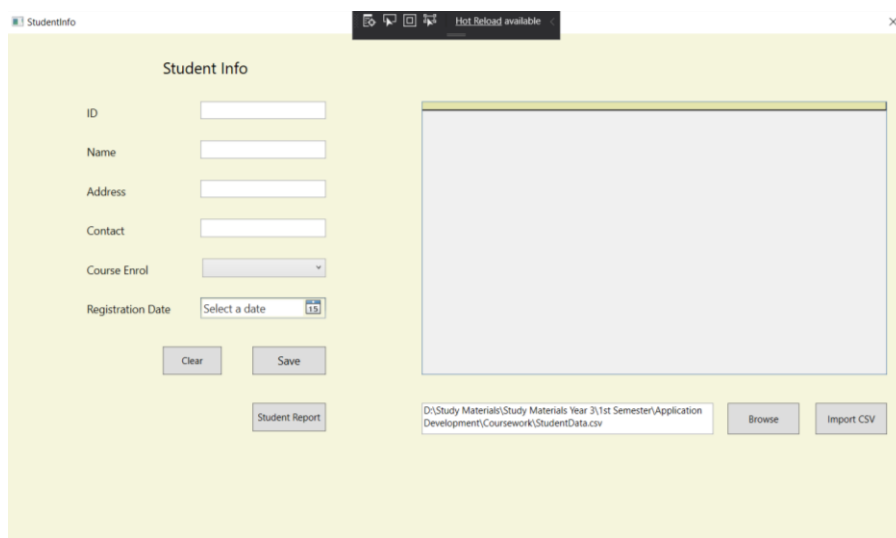 StudentInfo
Hot Reload available
Student Info
ID
Name
Address
Contact
Course Enrol
Registration Date
Select a date
15
Clear
Save
Student Report
D:\Study Materials\Study Materials Year 3\1st Semester\Application
Development\Coursework\StudentData.csv
Browse
Import CSV